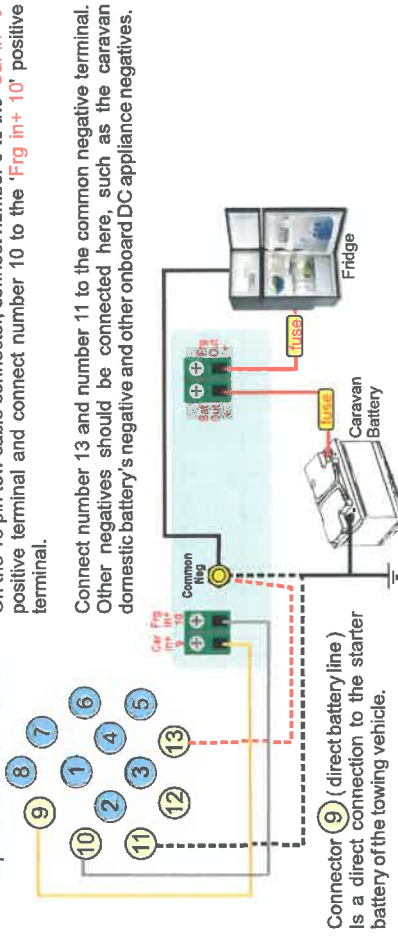 positive terminal and connect number 10 to the 'Frg in+ 10' positive
terminal.
Connect number 13 and number 11 to the common negative terminal.
Other negatives should be connected here, such as the caravan
domestic battery's negative and other onboard DC appliance negatives.
8
7
6
9
1
4
5
10
2
3
13
11
12
Car in+ 9
Frg in+ 10
Common Neg
Bat Out +
Frg Out +
fuse
fuse
Fridge
Caravan
Battery
Connector 9 ( direct battery line )
Is a direct connection to the starter
battery of the towing vehicle.